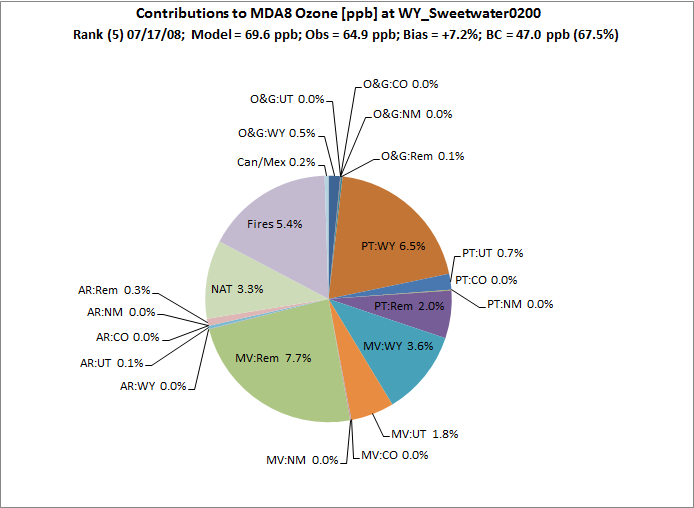 Contributions to MDA8 Ozone [ppb] at WY_Sweetwater0200
Rank (5) 07/17/08; Model = 69.6 ppb; Obs = 64.9 ppb; Bias = +7.2%; BC = 47.0 ppb (67.5%)
O&G:CO 0.0%
O&G:UT 0.0%
O&G:NM 0.0%
O&G:WY 0.5%
O&G:Rem 0.1%
Can/Mex 0.2%
Fires 5.4%
PT:WY 6.5%
PT:UT 0.7%
PT:CO 0.0%
NAT 3.3%
AR:Rem 0.3%
PT:NM 0.0%
PT:Rem 2.0%
AR:NM 0.0%
AR:CO 0.0%
MV:WY 3.6%
MV:Rem 7.7%
AR:UT 0.1%
AR:WY 0.0%
MV:UT 1.8%
MV:CO 0.0%
MV:NM 0.0%